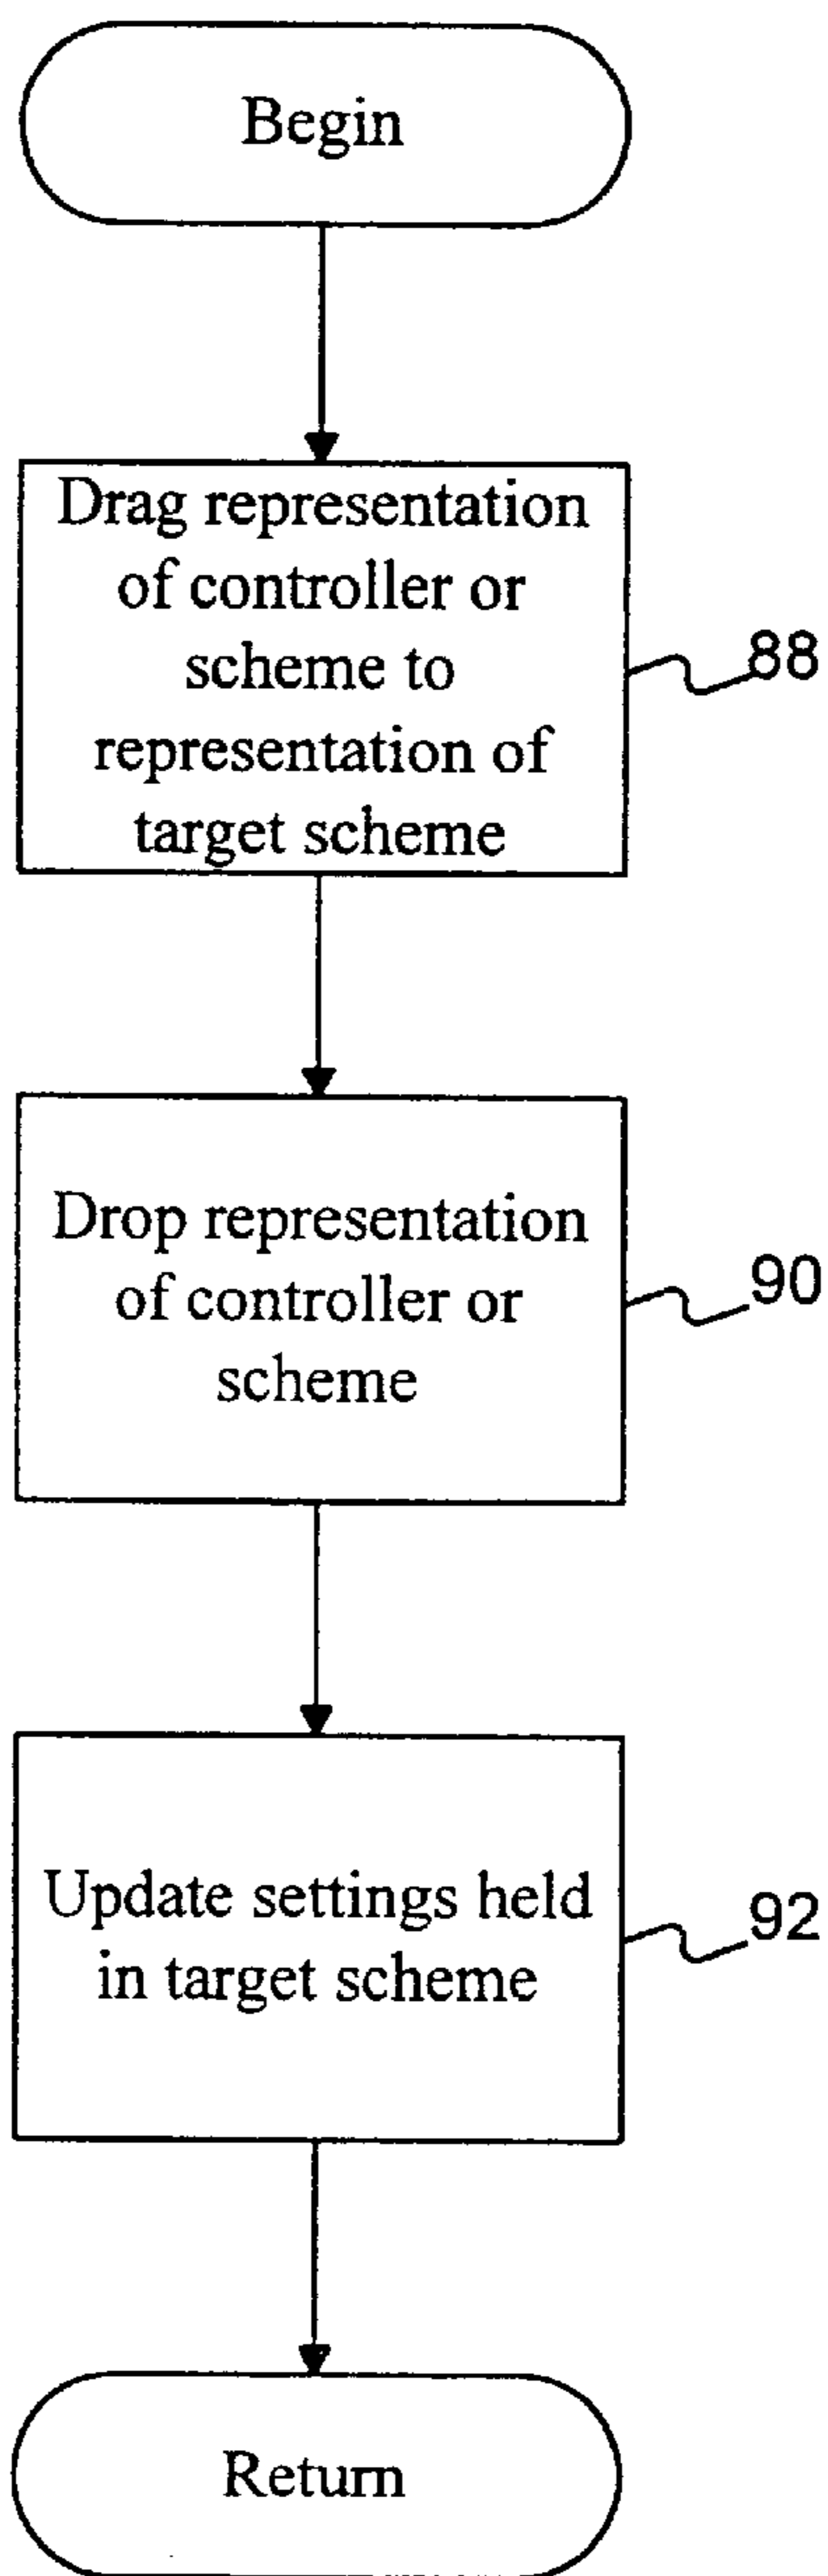 Begin
Drag representation
of controller or
scheme to
representation of
target scheme
88
Drop representation
of controller or
scheme
90
Update settings held
in target scheme
92
Return